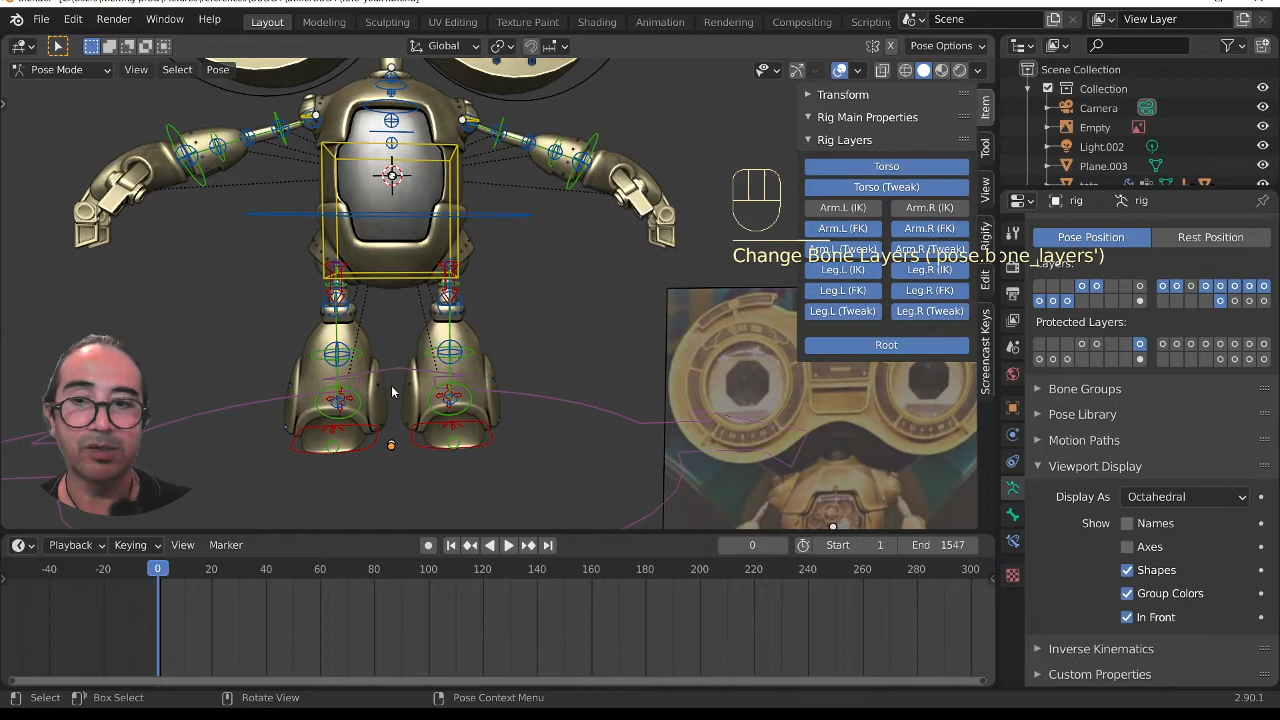 File Edit Render Window Help
Layout Modeling Sculpting UV Editing Texture Paint Shading Animation Rendering Compositing Scripting
Scene
View Layer
Global
Pose Options
Pose Mode View Select Pose
Scene Collection
Collection
Camera
Empty
Light.002
Plane.003
Transform
Rig Main Properties
Rig Layers
Torso
Torso (Tweak)
Arm.L (IK) Arm.R (IK)
Arm.L (FK) Arm.R (FK)
Arm.L (Tweak) Arm.R (Tweak)
Leg.L (IK) Leg.R (IK)
Leg.L (FK) Leg.R (FK)
Leg.L (Tweak) Leg.R (Tweak)
Root
Item
Tool
View
Rigify
Edit
Screencast Keys
Change Bone Layers ('pose.bone_layers')
rig rig
Pose Position Rest Position
Layers:
Protected Layers:
Bone Groups
Pose Library
Motion Paths
Viewport Display
Display As Octahedral
Show Names
Axes
Shapes
Group Colors
In Front
Inverse Kinematics
Custom Properties
Playback Keying View Marker
0 Start 1 End 1547
-40 -20 0 20 40 60 80 100 120 140 160 180 200 220 240 260 280 300
Select Box Select Rotate View Pose Context Menu
2.90.1